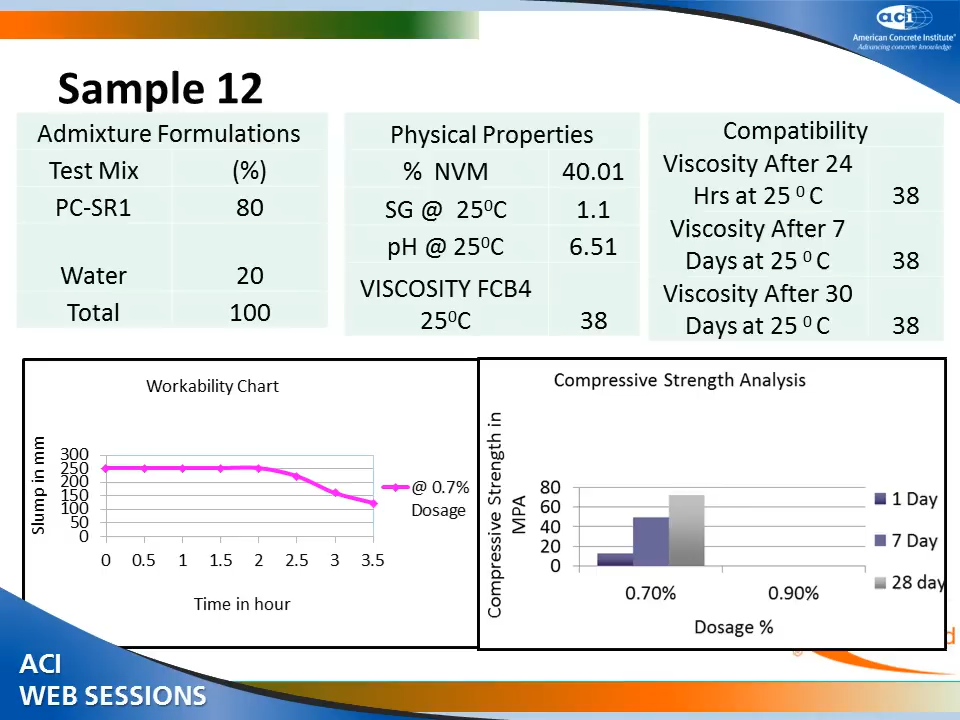 aci
American Concrete Institute®
Advancing concrete knowledge
Sample 12
Admixture Formulations
Test Mix (%)
PC-SR1 80
Water 20
Total 100
Physical Properties
% NVM 40.01
SG @ 25⁰C 1.1
pH @ 25⁰C 6.51
VISCOSITY FCB4
25⁰C 38
Compatibility
Viscosity After 24
Hrs at 25 ⁰ C 38
Viscosity After 7
Days at 25 ⁰ C 38
Viscosity After 30
Days at 25 ⁰ C 38
Workability Chart
Slump in mm
300
250
200
150
100
50
0
0 0.5 1 1.5 2 2.5 3 3.5
Time in hour
@ 0.7%
Dosage
Compressive Strength Analysis
Compressive Strength in
MPA
80
60
40
20
0
0.70% 0.90%
Dosage %
1 Day
7 Day
28 day
d
®
ACI
WEB SESSIONS